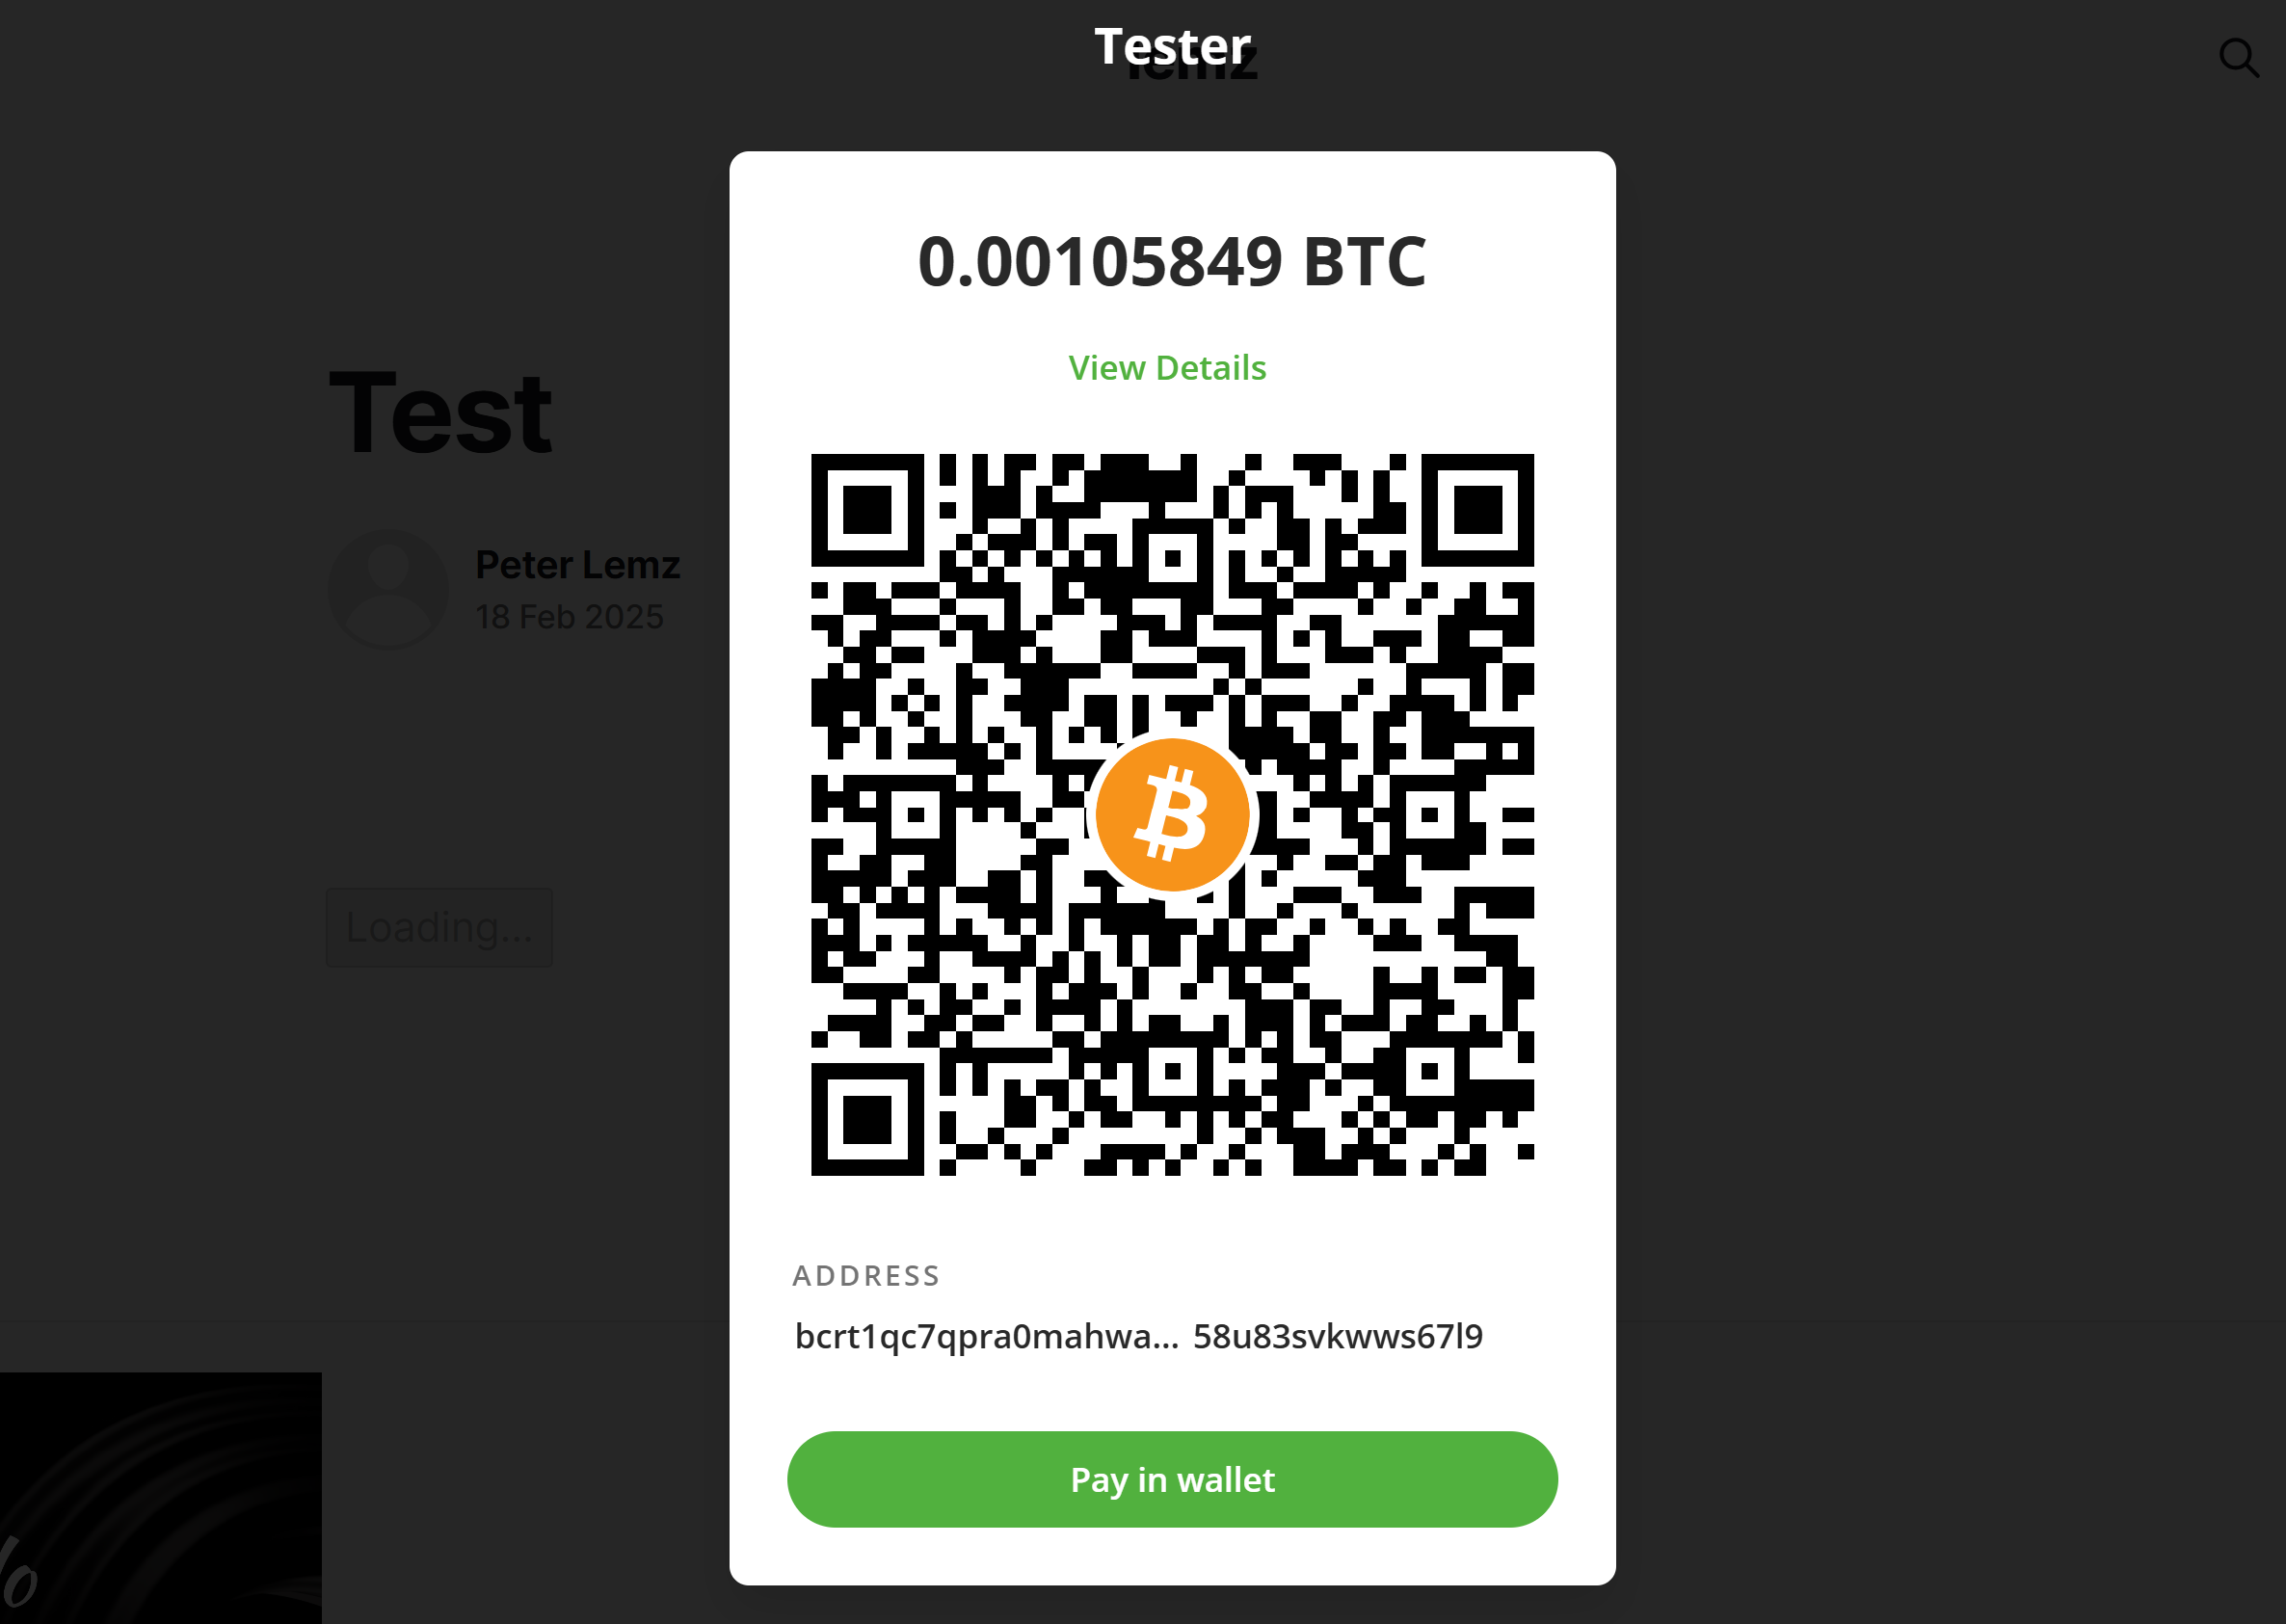 Tester
lemz
0.00105849 BTC
View Details
Test
Peter Lemz
18 Feb 2025
Loading...
ADDRESS
bcrt1qc7qpra0mahwa... 58u83svkwws67l9
Pay in wallet